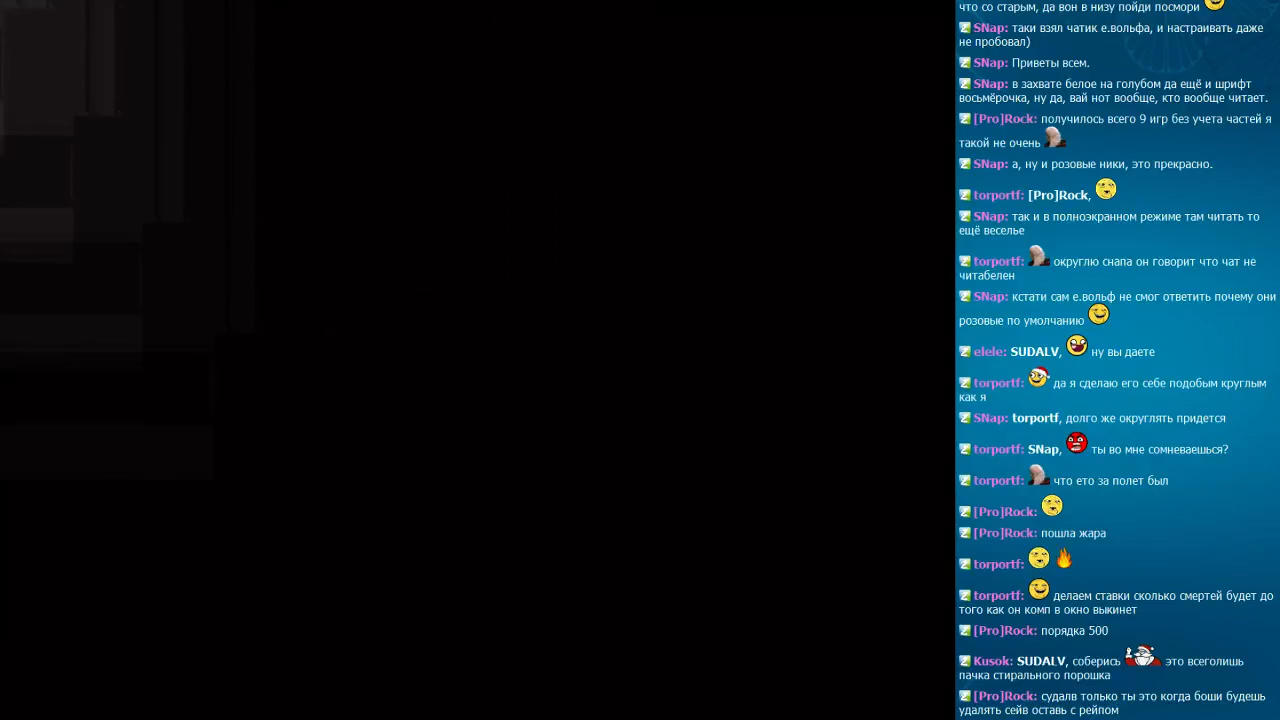 что со старым, да вон в низу пойди посмори
SNap: таки взял чатик е.вольфа, и настраивать даже
не пробовал)
SNap: Приветы всем.
SNap: в захвате белое на голубом да ещё и шрифт
восьмёрочка, ну да, вай нот вообще, кто вообще читает.
[Pro]Rock: получилось всего 9 игр без учета частей я
такой не очень
SNap: а, ну и розовые ники, это прекрасно.
torportf: [Pro]Rock,
SNap: так и в полноэкранном режиме там читать то
ещё веселье
torportf: округлю снапа он говорит что чат не
читабелен
SNap: кстати сам е.вольф не смог ответить почему они
розовые по умолчанию
elele: SUDALV, ну вы даете
torportf: да я сделаю его себе подобым круглым
как я
SNap: torportf, долго же округлять придется
torportf: SNap, ты во мне сомневаешься?
torportf: что ето за полет был
[Pro]Rock:
[Pro]Rock: пошла жара
torportf:
torportf: делаем ставки сколько смертей будет до
того как он комп в окно выкинет
[Pro]Rock: порядка 500
Kusok: SUDALV, соберись это всеголишь
пачка стирального порошка
[Pro]Rock: судалв только ты это когда боши будешь
удалять сейв оставь с рейпом